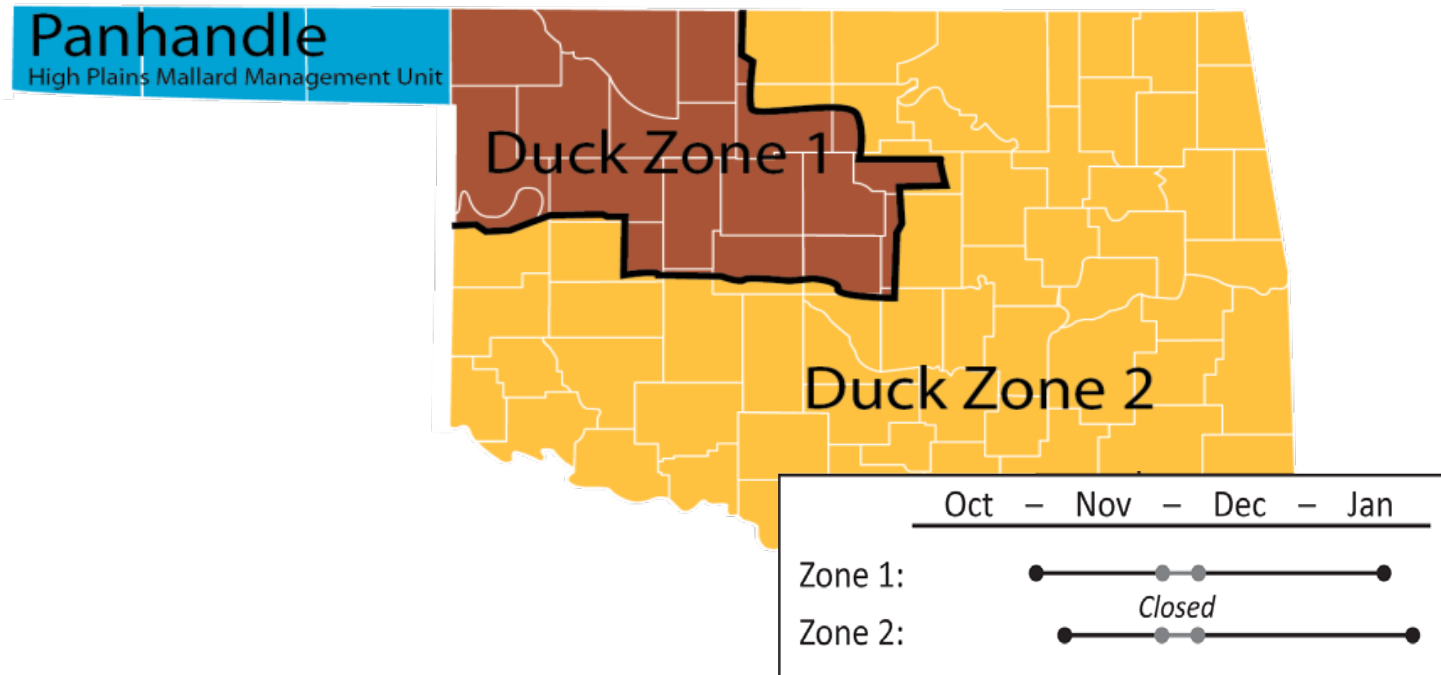 Panhandle
High Plains Mallard Management Unit
Duck Zone 1
Duck Zone 2
Oct – Nov – Dec – Jan
Zone 1:
Closed
Zone 2: